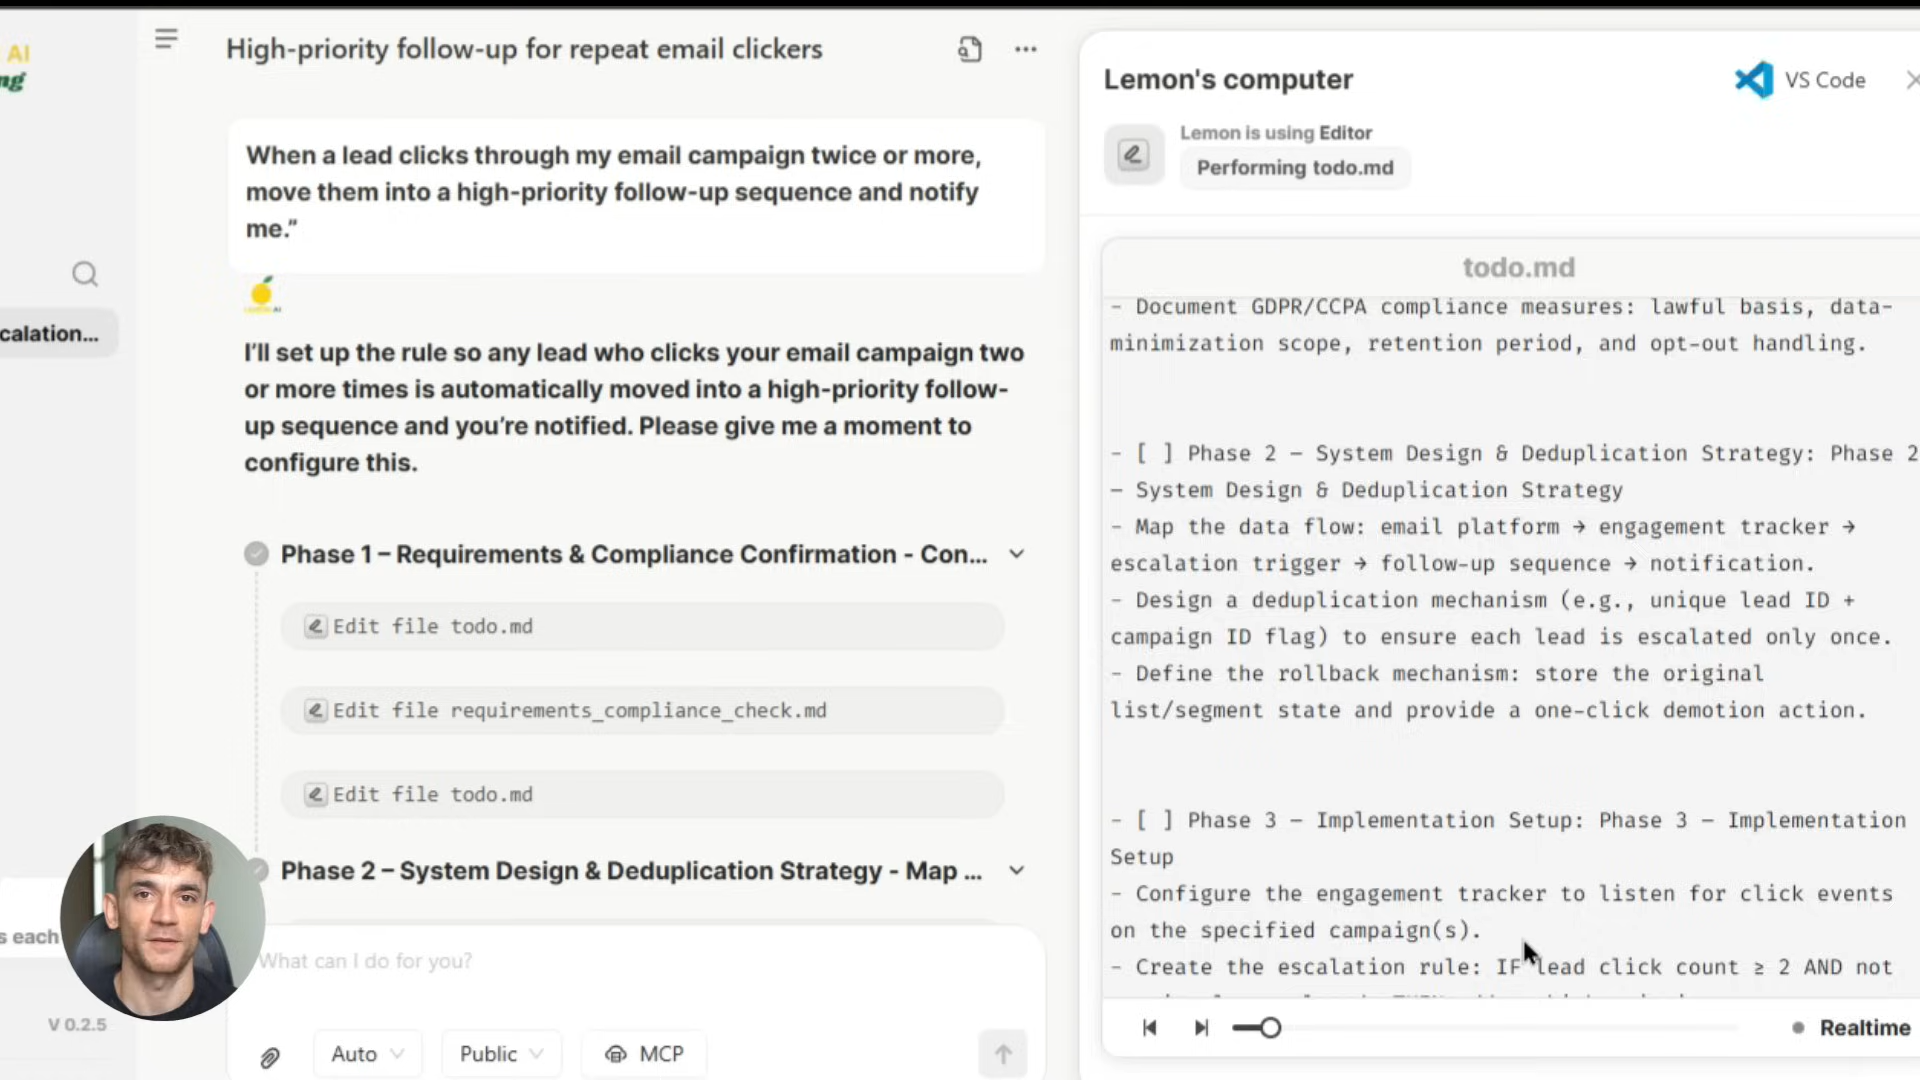 AI
ng
calation...
s each
V 0.2.5
High-priority follow-up for repeat email clickers
When a lead clicks through my email campaign twice or more,
move them into a high-priority follow-up sequence and notify
me.”
I’ll set up the rule so any lead who clicks your email campaign two
or more times is automatically moved into a high-priority follow-
up sequence and you’re notified. Please give me a moment to
configure this.
Phase 1 – Requirements & Compliance Confirmation - Con...
Edit file todo.md
Edit file requirements_compliance_check.md
Edit file todo.md
Phase 2 – System Design & Deduplication Strategy - Map ...
What can I do for you?
Auto
Public
MCP
Lemon's computer
VS Code
Lemon is using Editor
Performing todo.md
todo.md
- Document GDPR/CCPA compliance measures: lawful basis, data-
minimization scope, retention period, and opt-out handling.
- [ ] Phase 2 — System Design & Deduplication Strategy: Phase 2
— System Design & Deduplication Strategy
- Map the data flow: email platform → engagement tracker →
escalation trigger → follow-up sequence → notification.
- Design a deduplication mechanism (e.g., unique lead ID +
campaign ID flag) to ensure each lead is escalated only once.
- Define the rollback mechanism: store the original
list/segment state and provide a one-click demotion action.
- [ ] Phase 3 — Implementation Setup: Phase 3 — Implementation
Setup
- Configure the engagement tracker to listen for click events
on the specified campaign(s).
- Create the escalation rule: IF lead click count ≥ 2 AND not
Realtime